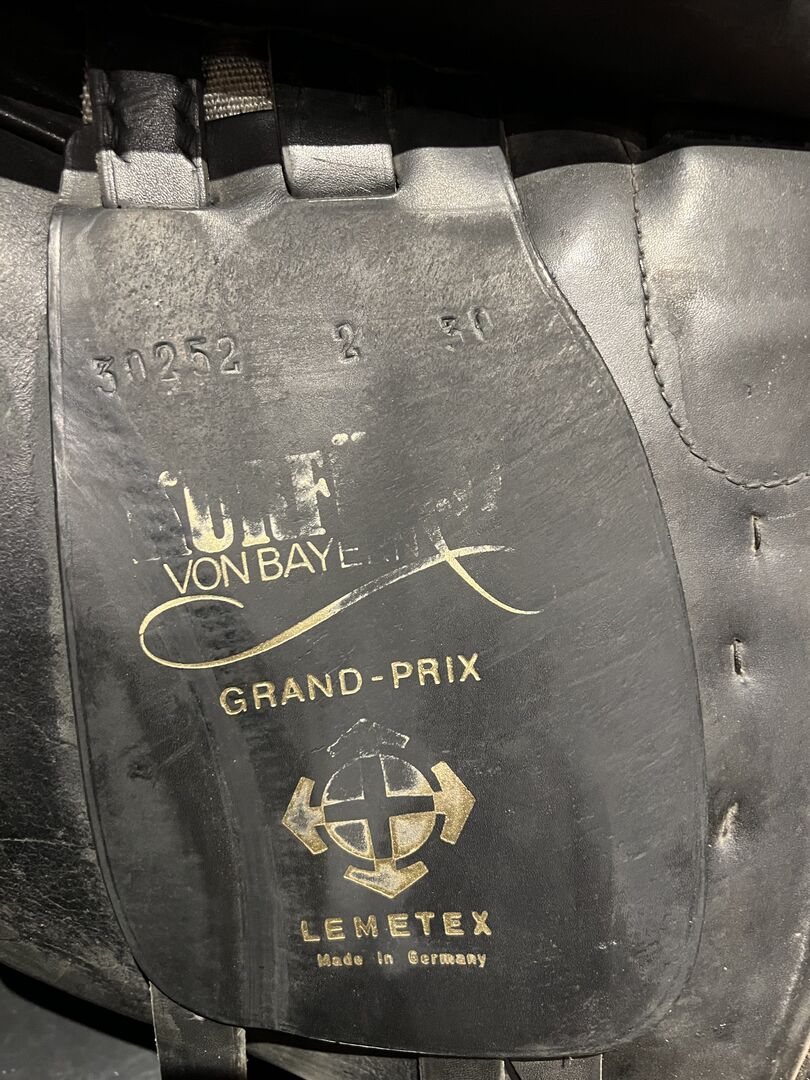 30252 2 30
VON BAYERN
GRAND-PRIX
LEMETEX
Made in Germany